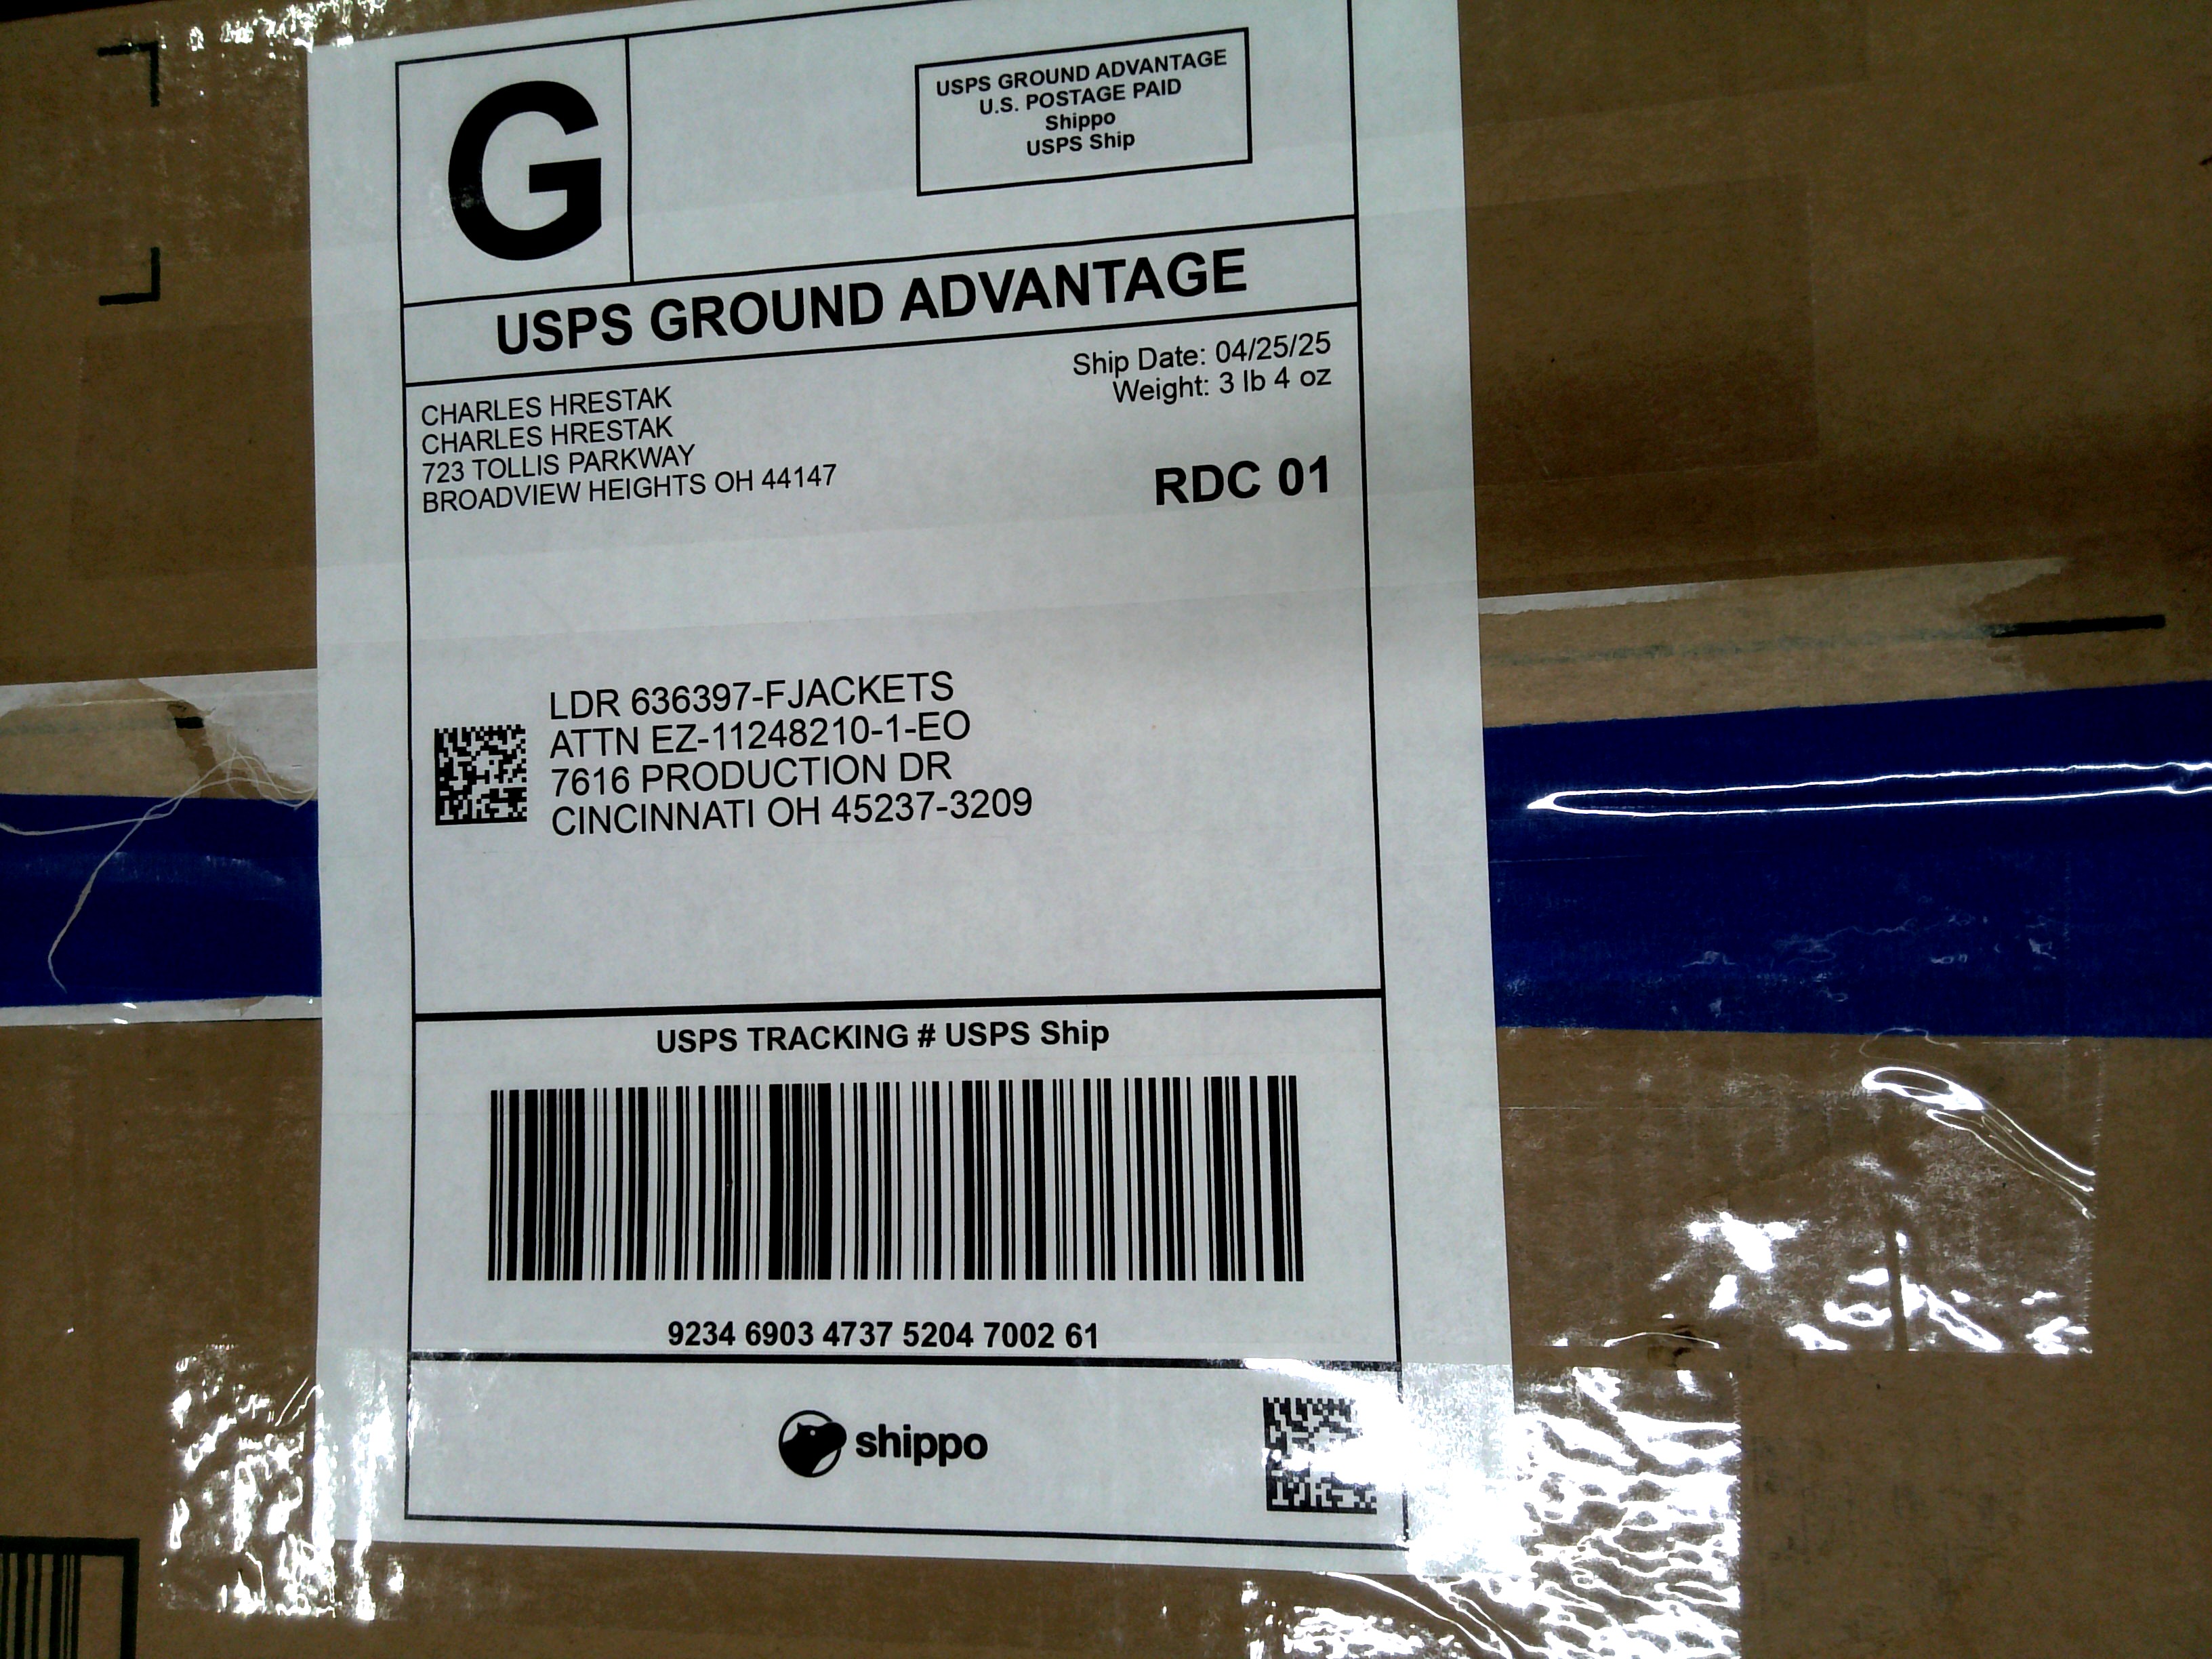 G
USPS GROUND ADVANTAGE
U.S. POSTAGE PAID
Shippo
USPS Ship
USPS GROUND ADVANTAGE
Ship Date: 04/25/25
Weight: 3 lb 4 oz
CHARLES HRESTAK
CHARLES HRESTAK
723 TOLLIS PARKWAY
BROADVIEW HEIGHTS OH 44147
RDC 01
LDR 636397-FJACKETS
ATTN EZ-11248210-1-EO
7616 PRODUCTION DR
CINCINNATI OH 45237-3209
USPS TRACKING # USPS Ship
9234 6903 4737 5204 7002 61
shippo